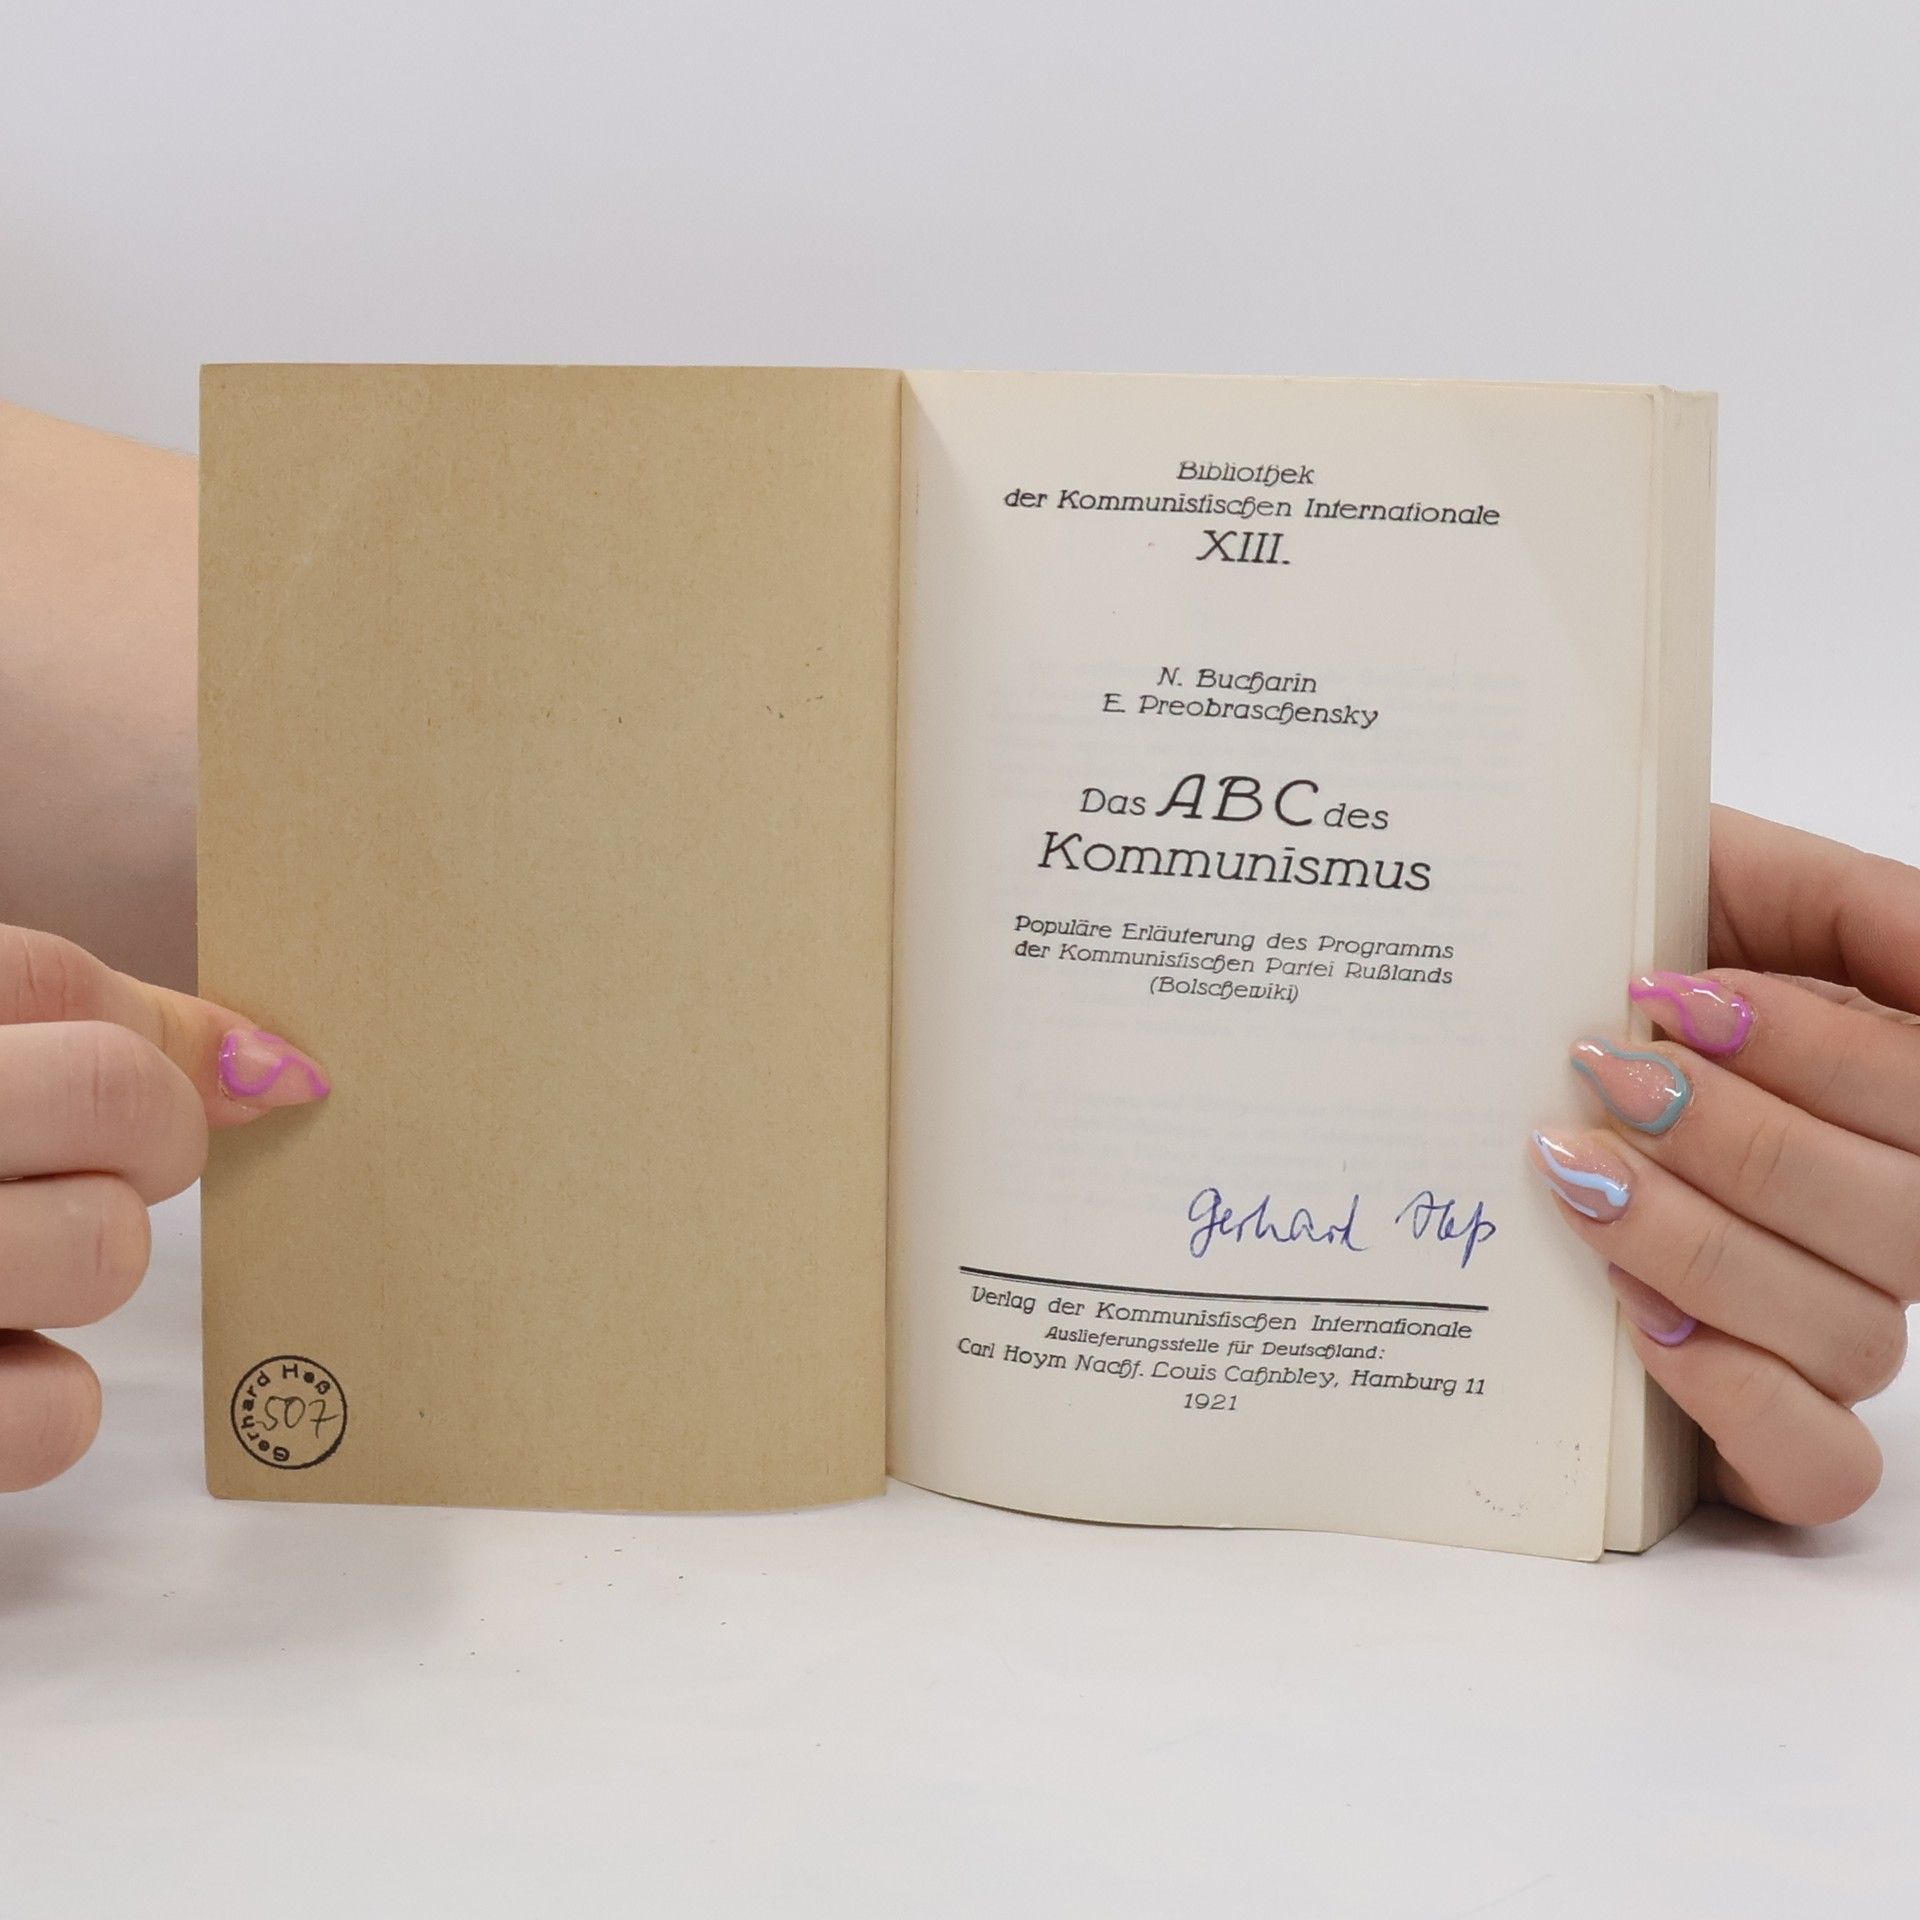 Gerhard Heß
507
Bibliothek
der Kommunistischen Internationale
XIII.
N. Bucharin
E. Preobraschensky
Das ABC des
Kommunismus
Populäre Erläuterung des Programms
der Kommunistischen Partei Rußlands
(Bolschewiki)
Gerhard Heß
Verlag der Kommunistischen Internationale
Auslieferungsstelle für Deutschland:
Carl Hoym Nachf. Louis Cahnbley, Hamburg 11
1921